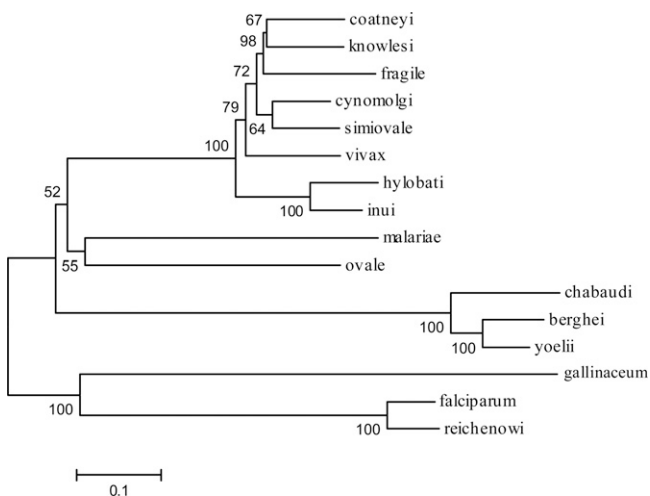 67
coatneyi
98
knowlesi
72
fragile
79
cynomolgi
64
simiovale
100
vivax
hylobati
52
100
inui
malariae
55
ovale
chabaudi
100
berghei
100
yoelii
gallinaceum
100
falciparum
100
reichenowi
0.1